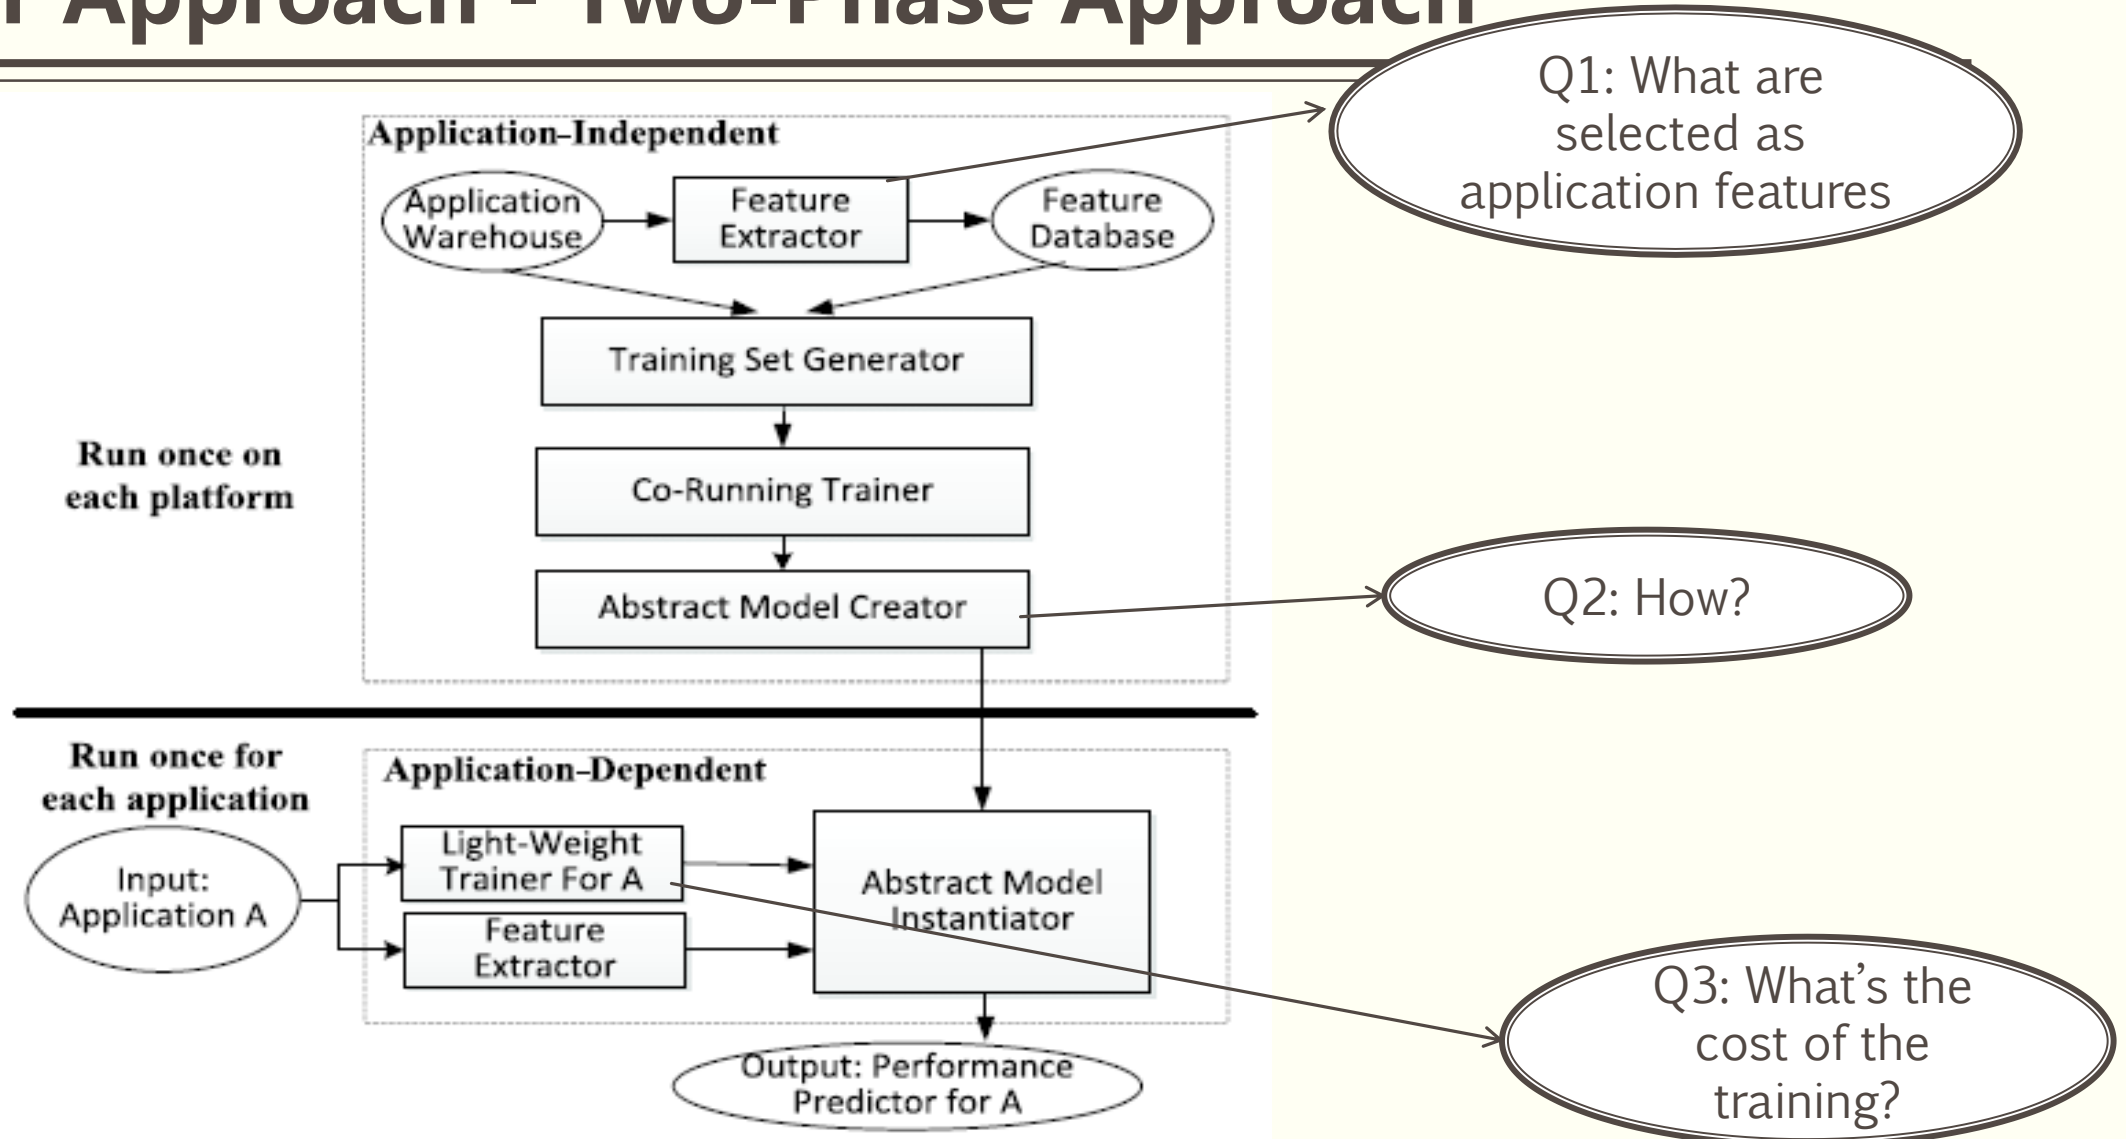 Approach - Two-Phase Approach
Q1: What are
selected as
application features
Application-Independent
Application
Warehouse
Feature
Extractor
Feature
Database
Training Set Generator
Run once on
each platform
Co-Running Trainer
Abstract Model Creator
Q2: How?
Run once for
each application
Application-Dependent
Input:
Application A
Light-Weight
Trainer For A
Feature
Extractor
Abstract Model
Instantiator
Q3: What's the
cost of the
training?
Output: Performance
Predictor for A